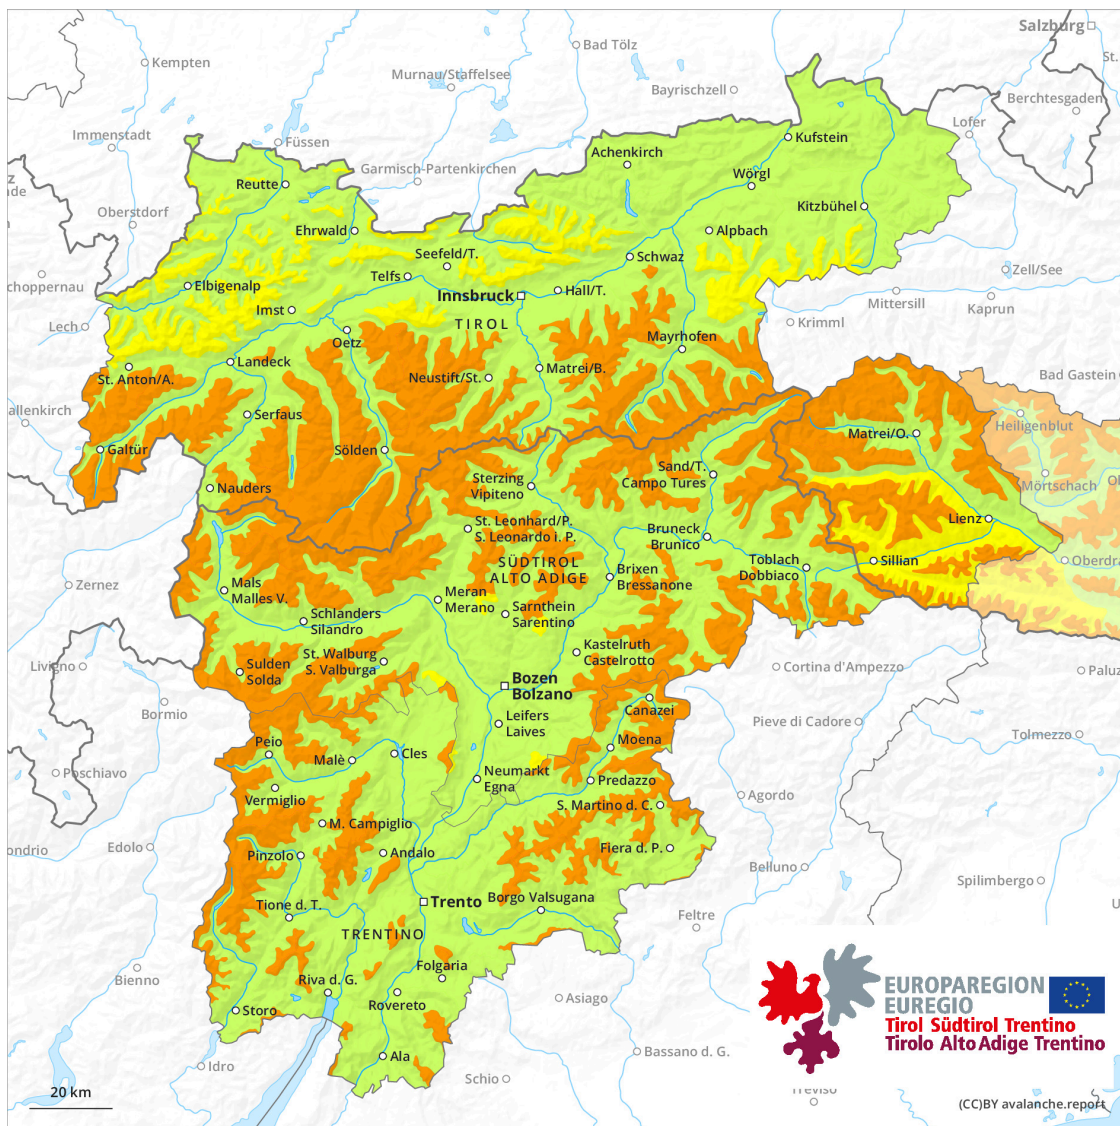 Salzburg
Bad Tölz
Kempten
St.
Murnau/Staffelsee
Bayrischzell
Berchtesgaden
Immenstadt
Füssen
Kufstein
Lofer
Achenkirch
Garmisch-Partenkirchen
Wörgl
Reutte
Oberstdorf
Kitzbühel
Ehrwald
Alpbach
Seefeld/T.
Schwaz
Telfs
Zell/See
Elbigenalp
Hall/T.
Innsbruck
Mittersill
Kaprun
Imst
TIROL
Krimml
Lech
Oetz
Mayrhofen
Landeck
Matrei/B.
St. Anton/A.
Neustift/St.
Bad Gastein
Serfaus
Heiligenblut
Matrei/O.
Galtür
Sölden
Sand/T.
Campo Tures
Sterzing
Vipiteno
Mörtschach
Nauders
Lienz
St. Leonhard/P.
S. Leonardo i. P.
Bruneck
Brunico
SÜDTIROL
ALTO ADIGE
Toblach
Dobbiaco
Sillian
Oberdra
Brixen
Bressanone
Zernez
Mals
Malles V.
Meran
Merano
Schlanders
Silandro
Sarnthein
Sarentino
Kastelruth
Castelrotto
St. Walburg
S. Valburga
Livigno
Sulden
Solda
Cortina d'Ampezzo
Paluz
Bozen
Bolzano
Bormio
Canazei
Leifers
Laives
Pieve di Cadore
Tolmezzo
Peio
Moena
Malè
Cles
Poschiavo
Neumarkt
Egna
Predazzo
Vermiglio
S. Martino d. C.
Agordo
M. Campiglio
Edolo
ondrio
Pinzolo
Andalo
Fiera d. P.
Belluno
Spilimbergo
Trento
Borgo Valsugana
Tione d. T.
Feltre
TRENTINO
Folgaria
Bienno
Riva d. G.
Rovereto
Asiago
Storo
EUROPAREGION
EUREGIO
Tirol Südtirol Trentino
Tirolo Alto Adige Trentino
Ala
Bassano d. G.
Idro
Schio
20 km
Treviso
(CC)BY avalanche.report